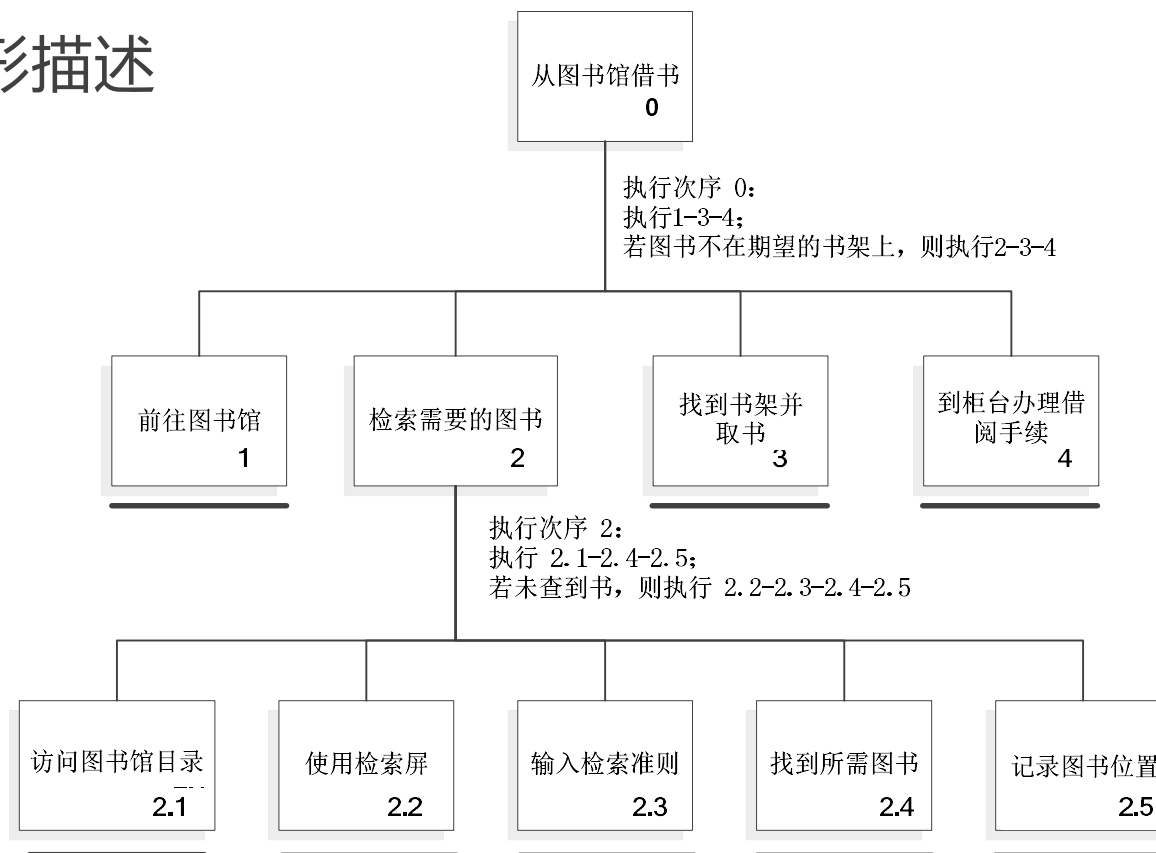 形描述
从图书馆借书
0
执行次序 0:
执行1-3-4;
若图书不在期望的书架上，则执行2-3-4
前往图书馆
1
检索需要的图书
2
找到书架并
取书
3
到柜台办理借
阅手续
4
执行次序 2:
执行 2.1-2.4-2.5;
若未查到书，则执行 2.2-2.3-2.4-2.5
访问图书馆目录
2.1
使用检索屏
2.2
输入检索准则
2.3
找到所需图书
2.4
记录图书位置
2.5